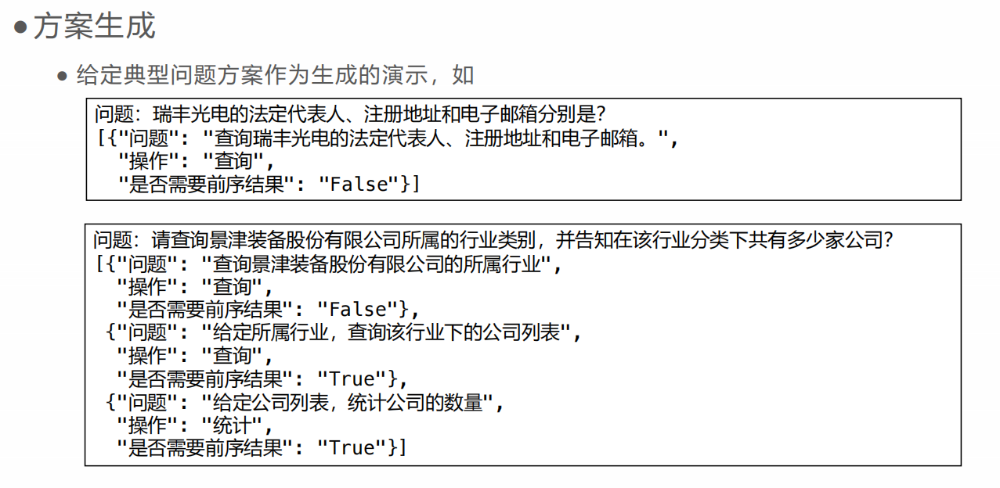 ●方案生成
● 给定典型问题方案作为生成的演示，如
问题：瑞丰光电的法定代表人、注册地址和电子邮箱分别是？
[{"问题": "查询瑞丰光电的法定代表人、注册地址和电子邮箱。",
"操作": "查询",
"是否需要前序结果": "False"}]
问题：请查询景津装备股份有限公司所属的行业类别，并告知在该行业分类下共有多少家公司？
[{"问题": "查询景津装备股份有限公司的所属行业",
"操作": "查询",
"是否需要前序结果": "False"},
{"问题": "给定所属行业，查询该行业下的公司列表",
"操作": "查询",
"是否需要前序结果": "True"},
{"问题": "给定公司列表，统计公司的数量",
"操作": "统计",
"是否需要前序结果": "True"}]